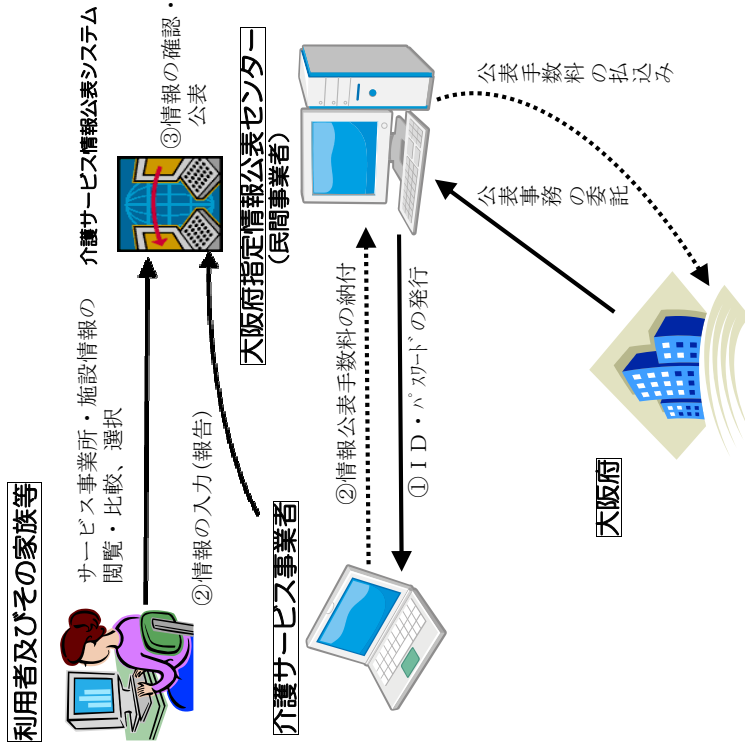 利用者及びその家族等
サービス事業所・施設情報の
閲覧・比較、選択
介護サービス情報公表システム
③情報の確認・
公表
②情報の入力(報告)
介護サービス事業者
大阪府指定情報公表センター
(民間事業者)
②情報公表手数料の納付
①ID・パスワードの発行
公表手数料の払込み
公表事務の委託
大阪府